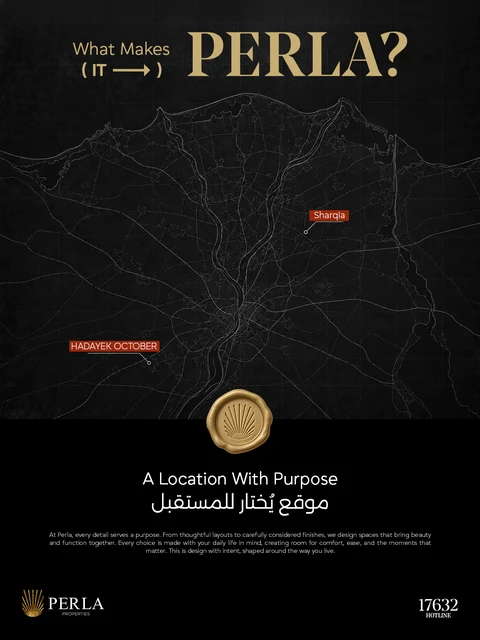 What Makes
( IT ⟶ )
PERLA?
Sharqla
HADAYEK OCTOBER
A Location With Purpose
موقع يُختار للمستقبل
At Perla, every detail serves a purpose. From thoughtful layouts to carefully considered finishes, we design spaces that bring beauty
and function together. Every choice is made with your daily life in mind, creating room for comfort, ease, and the moments that
matter. This is design with intent, shaped around the way you live.
PERLA
PROPERTIES
17632
HOTLINE